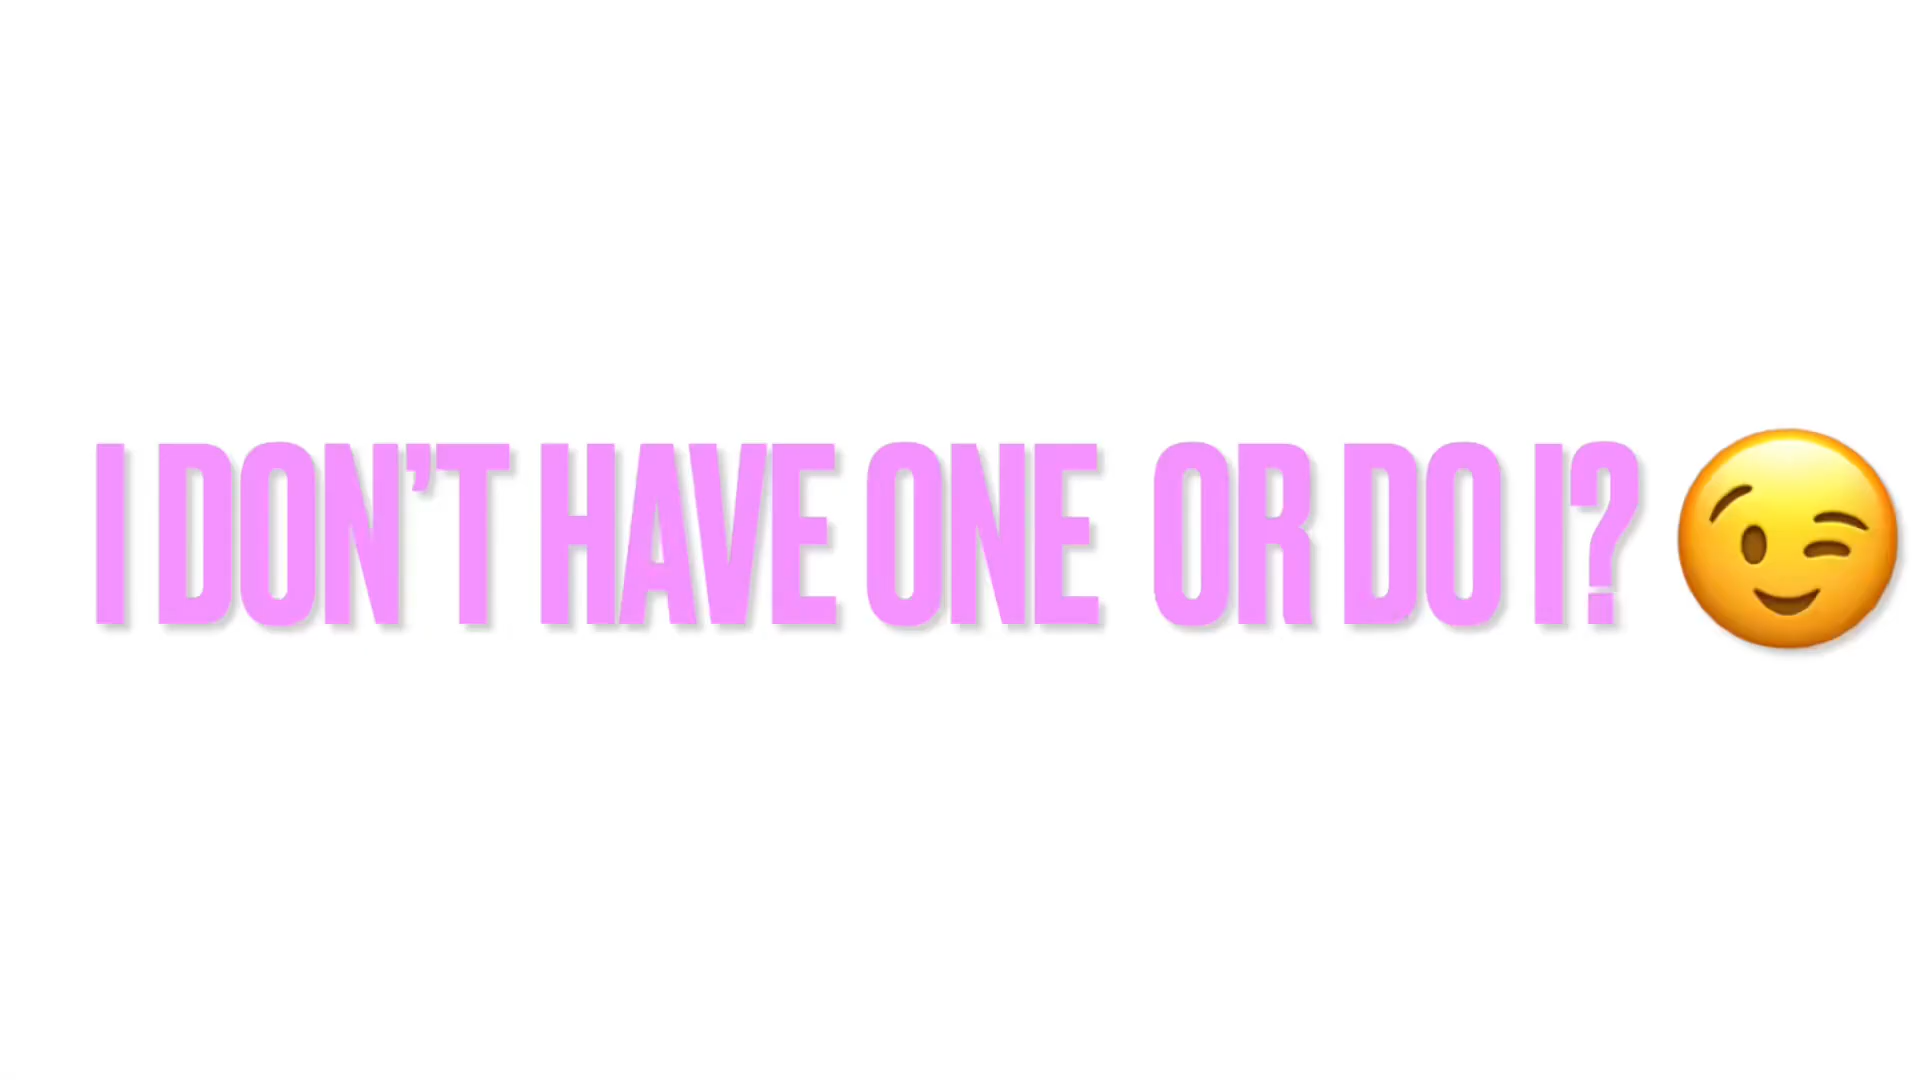 I DON’T HAVE ONE  OR DO I? 😉